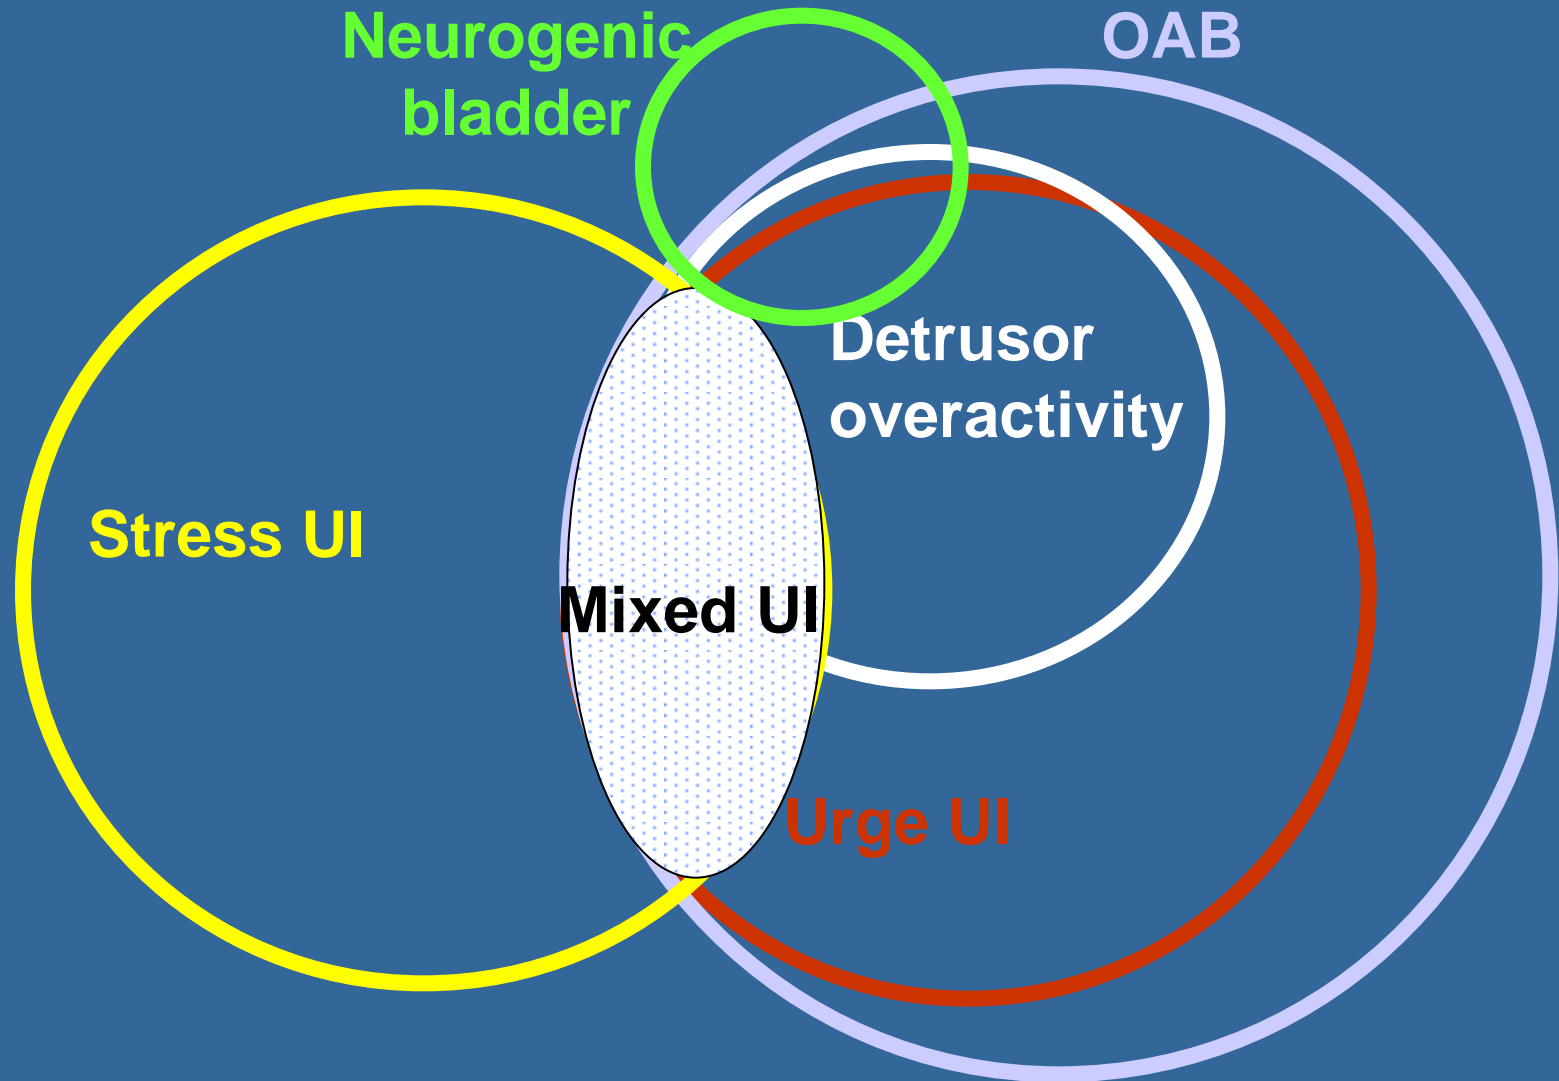 Neurogenic
bladder
OAB
Detrusor
overactivity
Stress UI
Mixed UI
Urge UI